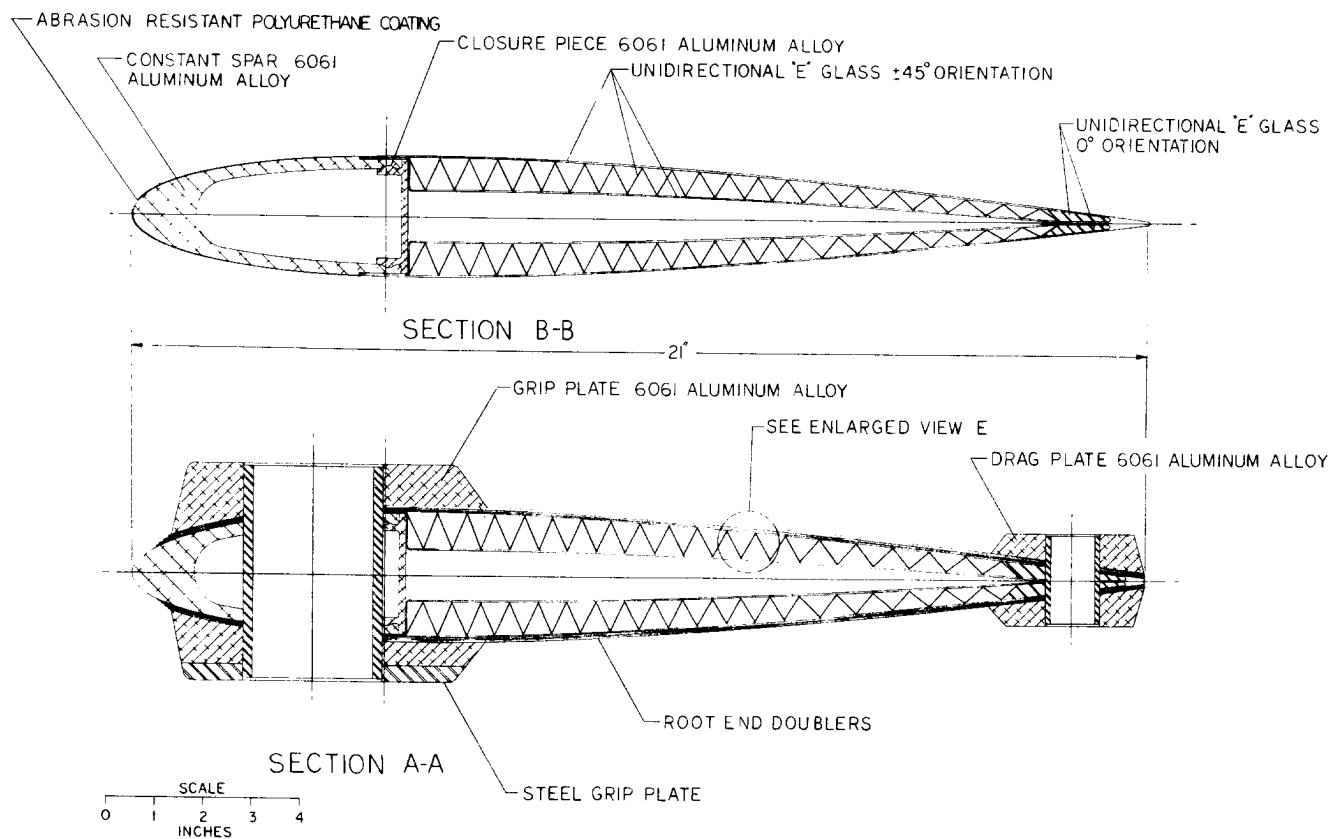 ABRASION RESISTANT POLYURETHANE COATING
CONSTANT SPAR 6061
ALUMINUM ALLOY
CLOSURE PIECE 6061 ALUMINUM ALLOY
UNIDIRECTIONAL "E" GLASS ±45° ORIENTATION
UNIDIRECTIONAL "E" GLASS
0° ORIENTATION
SECTION B-B
21"
GRIP PLATE 6061 ALUMINUM ALLOY
SEE ENLARGED VIEW E
DRAG PLATE 6061 ALUMINUM ALLOY
ROOT END DOUBLERS
SECTION A-A
STEEL GRIP PLATE
SCALE
0 1 2 3 4
INCHES